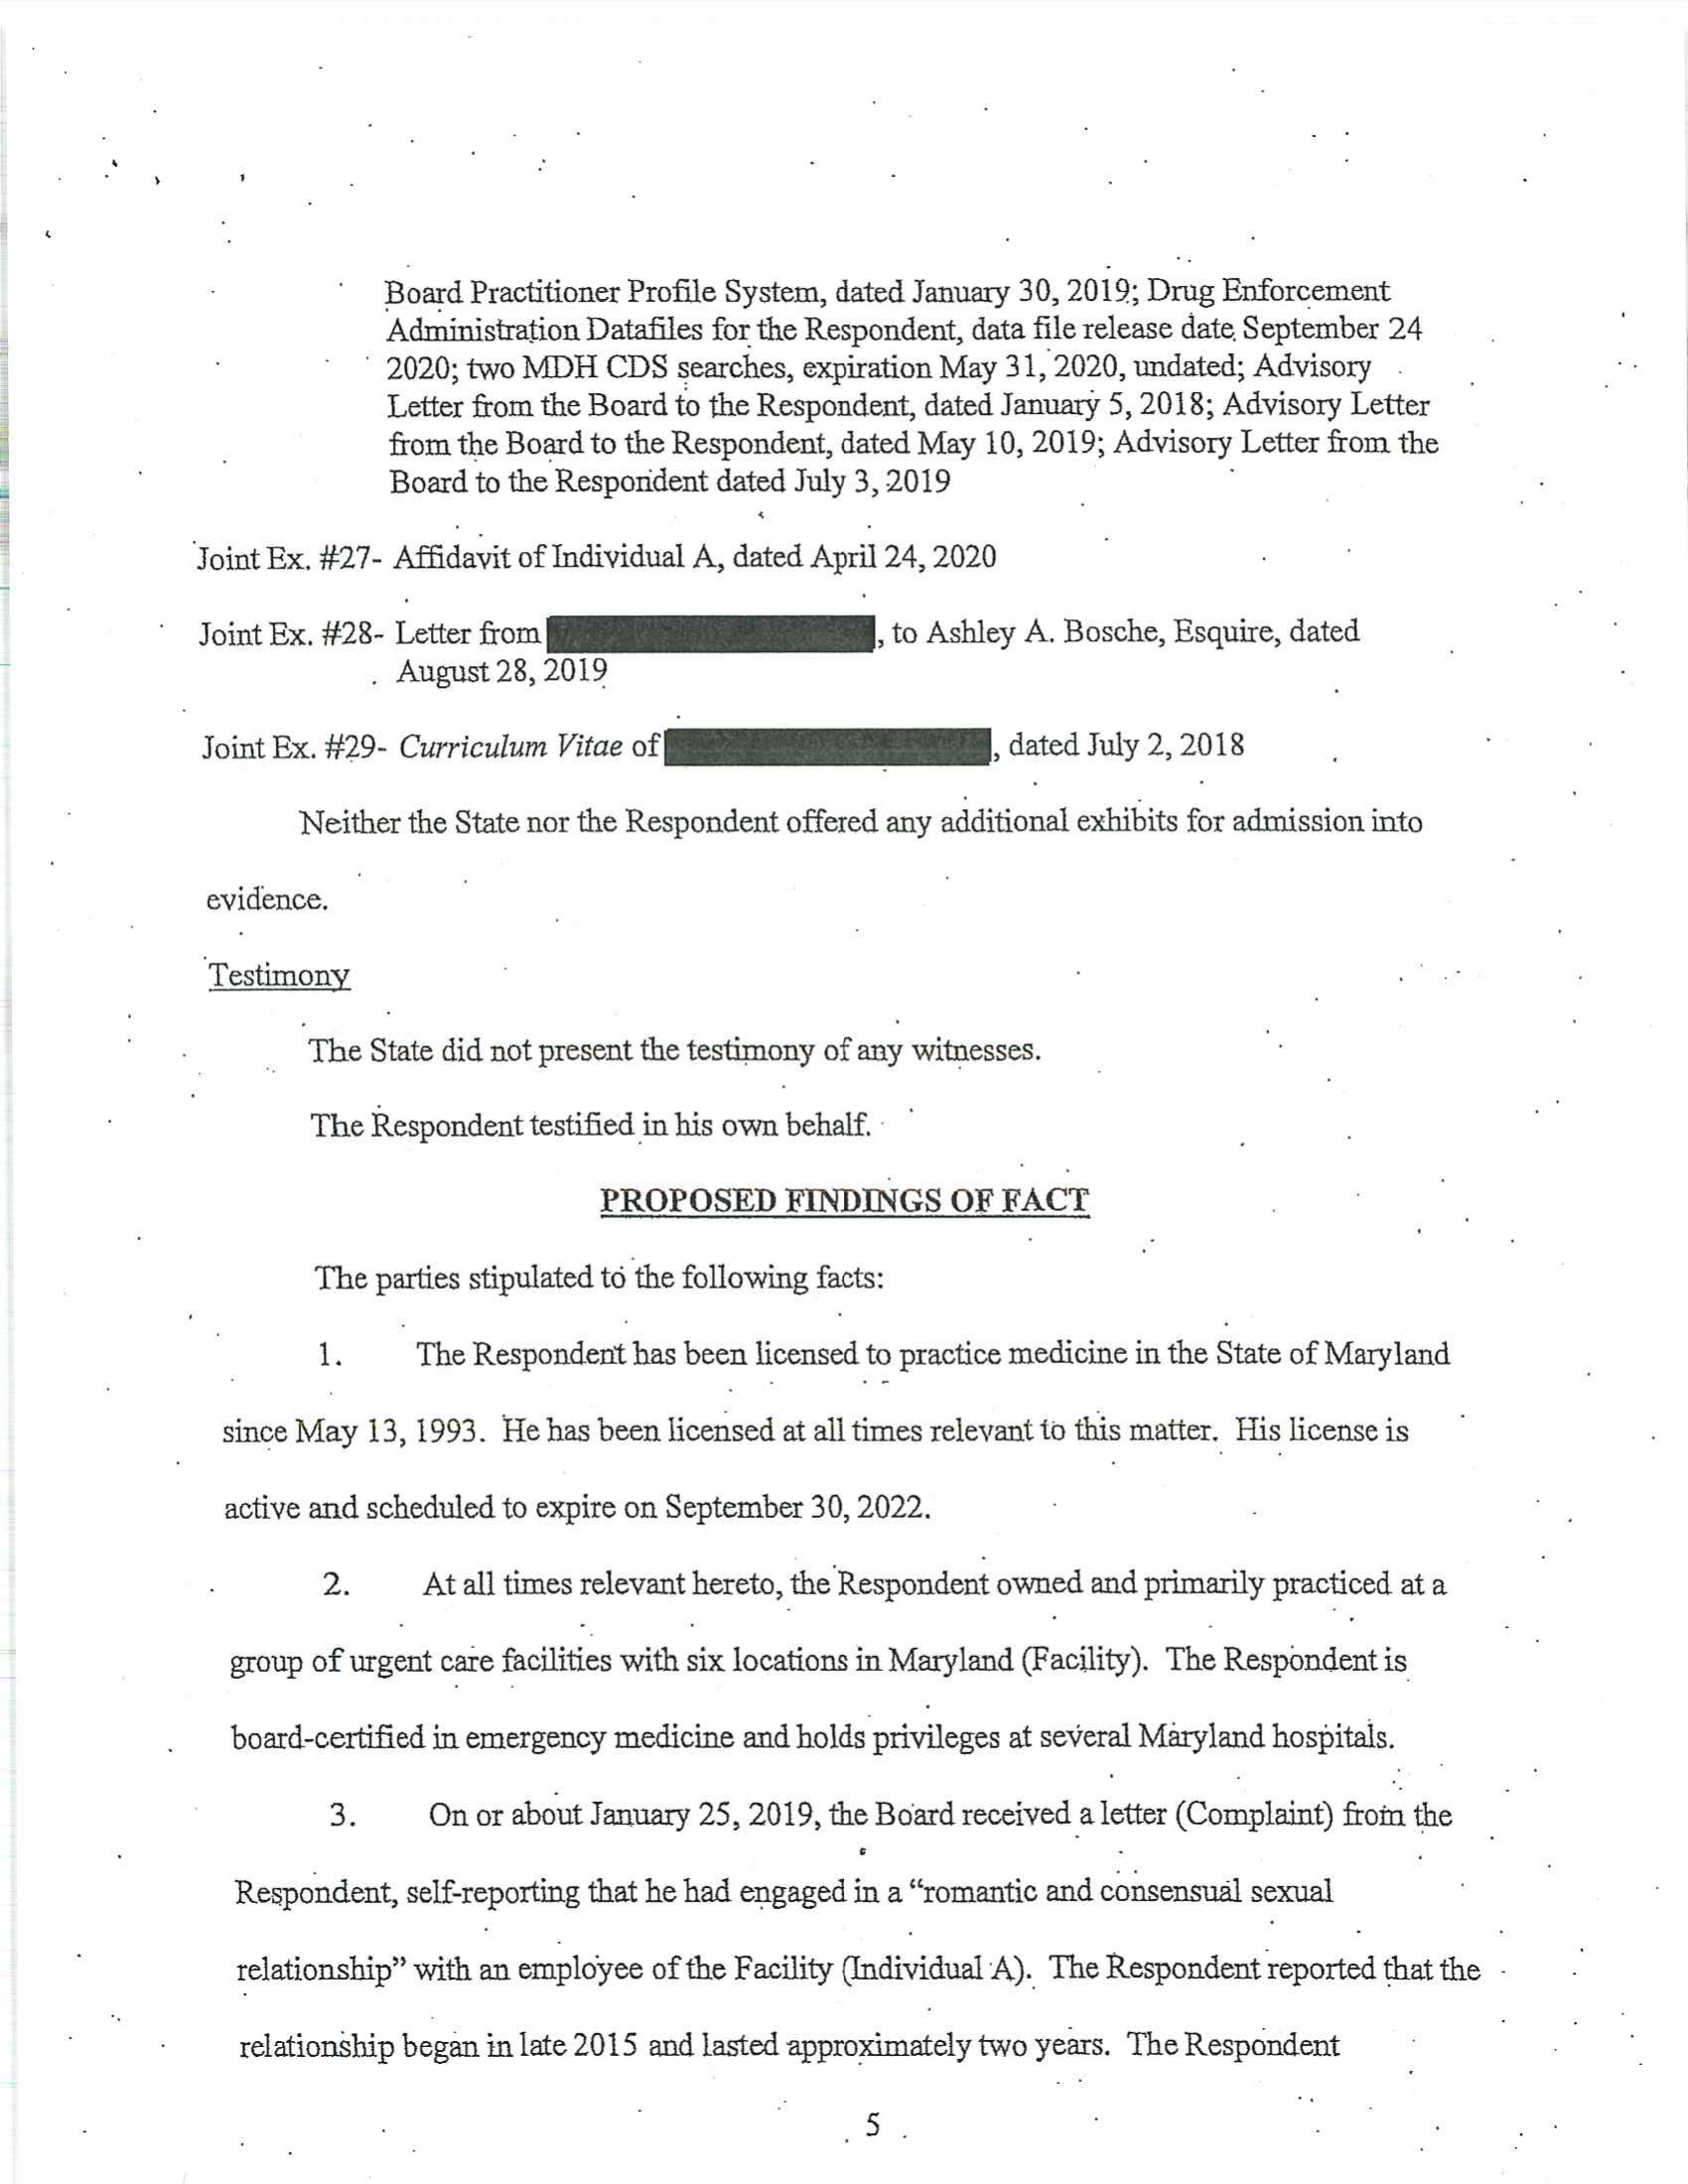 Board Practitioner Profile System, dated January 30, 2019; Drug Enforcement
Administration Datafiles for the Respondent, data file release date September 24
2020; two MDH CDS searches, expiration May 31, 2020, undated; Advisory
Letter from the Board to the Respondent, dated January 5, 2018; Advisory Letter
from the Board to the Respondent, dated May 10, 2019; Advisory Letter from the
Board to the Respondent dated July 3, 2019
Joint Ex. #27- Affidavit of Individual A, dated April 24, 2020
Joint Ex. #28- Letter from , to Ashley A. Bosche, Esquire, dated
August 28, 2019
Joint Ex. #29- Curriculum Vitae of , dated July 2, 2018
Neither the State nor the Respondent offered any additional exhibits for admission into
evidence.
Testimony
The State did not present the testimony of any witnesses.
The Respondent testified in his own behalf.
PROPOSED FINDINGS OF FACT
The parties stipulated to the following facts:
1. The Respondent has been licensed to practice medicine in the State of Maryland
since May 13, 1993. He has been licensed at all times relevant to this matter. His license is
active and scheduled to expire on September 30, 2022.
2. At all times relevant hereto, the Respondent owned and primarily practiced at a
group of urgent care facilities with six locations in Maryland (Facility). The Respondent is
board-certified in emergency medicine and holds privileges at several Maryland hospitals.
3. On or about January 25, 2019, the Board received a letter (Complaint) from the
Respondent, self-reporting that he had engaged in a “romantic and consensual sexual
relationship” with an employee of the Facility (Individual A). The Respondent reported that the
relationship began in late 2015 and lasted approximately two years. The Respondent
5